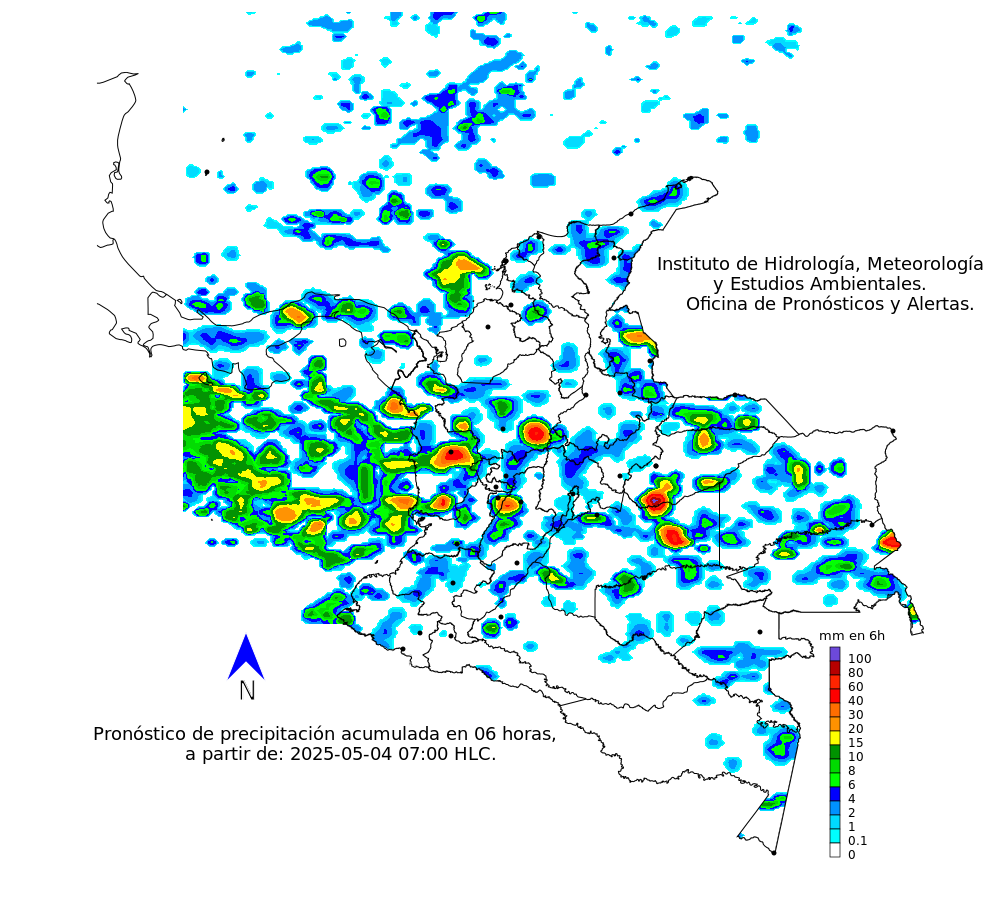 Instituto de Hidrología, Meteorología
y Estudios Ambientales.
Oficina de Pronósticos y Alertas.
mm en 6h
100
80
60
40
30
20
15
10
8
6
4
2
1
0.1
0
N
Pronóstico de precipitación acumulada en 06 horas,
a partir de: 2025-05-04 07:00 HLC.